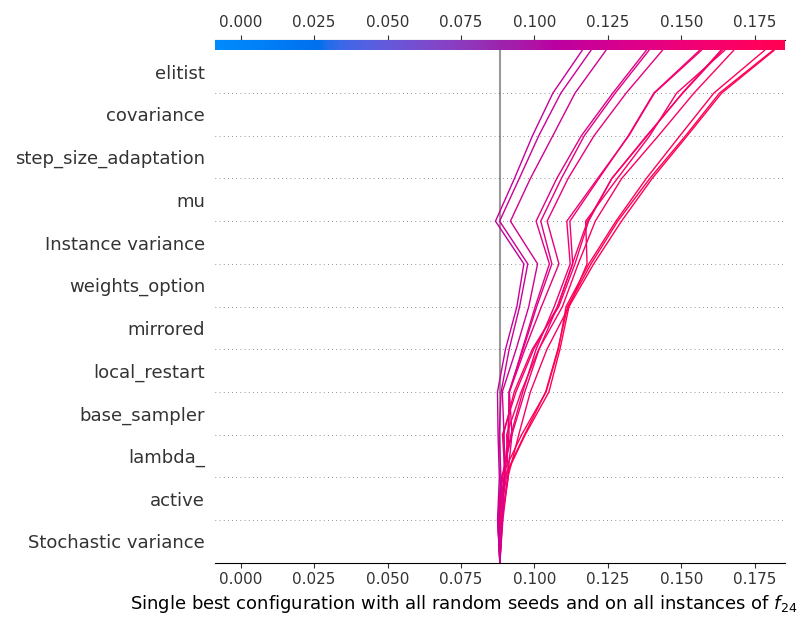 0.000 0.025 0.050 0.075 0.100 0.125 0.150 0.175
elitist
covariance
step_size_adaptation
mu
Instance variance
weights_option
mirrored
local_restart
base_sampler
lambda_
active
Stochastic variance
0.000 0.025 0.050 0.075 0.100 0.125 0.150 0.175
Single best configuration with all random seeds and on all instances of f24